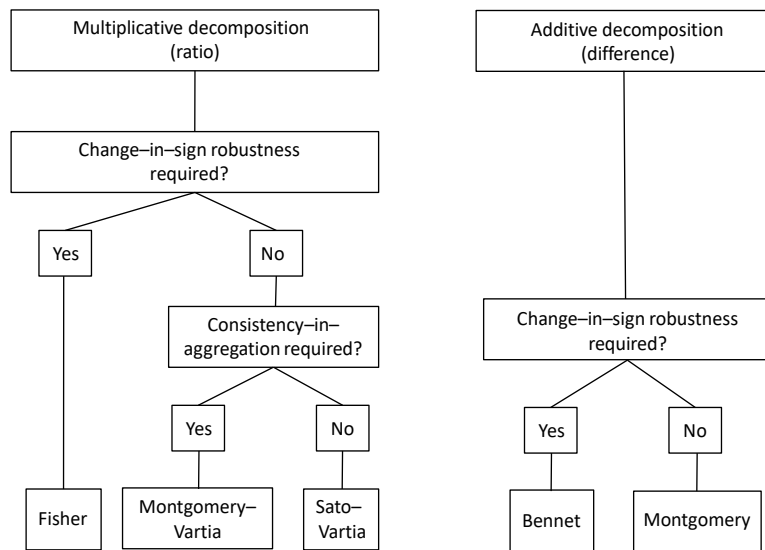 Multiplicative decomposition
(ratio)
Additive decomposition
(difference)
Change–in–sign robustness
required?
Yes
No
Consistency–in–
aggregation required?
Change–in–sign robustness
required?
Yes
No
Yes
No
Fisher
Montgomery–
Vartia
Sato–
Vartia
Bennet
Montgomery